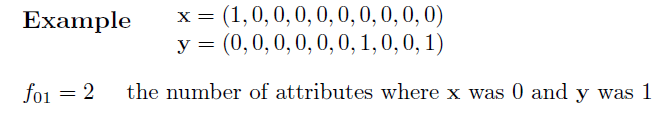 Example x = (1, 0, 0, 0, 0, 0, 0, 0, 0, 0)
y = (0, 0, 0, 0, 0, 0, 1, 0, 0, 1)
f₀₁ = 2 the number of attributes where x was 0 and y was 1